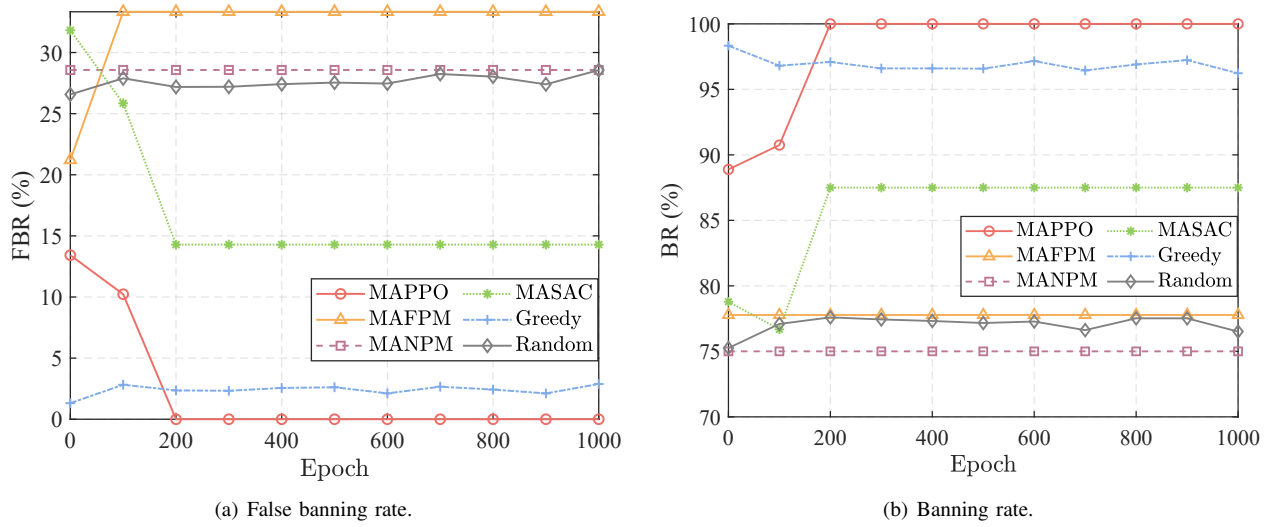 30
25
20
15
10
5
0
FBR (%)
0 200 400 600 800 1000
Epoch
MAPPO MASAC
MAFPM Greedy
MANPM Random
(a) False banning rate.
100
95
90
85
80
75
70
BR (%)
0 200 400 600 800 1000
Epoch
MAPPO MASAC
MAFPM Greedy
MANPM Random
(b) Banning rate.